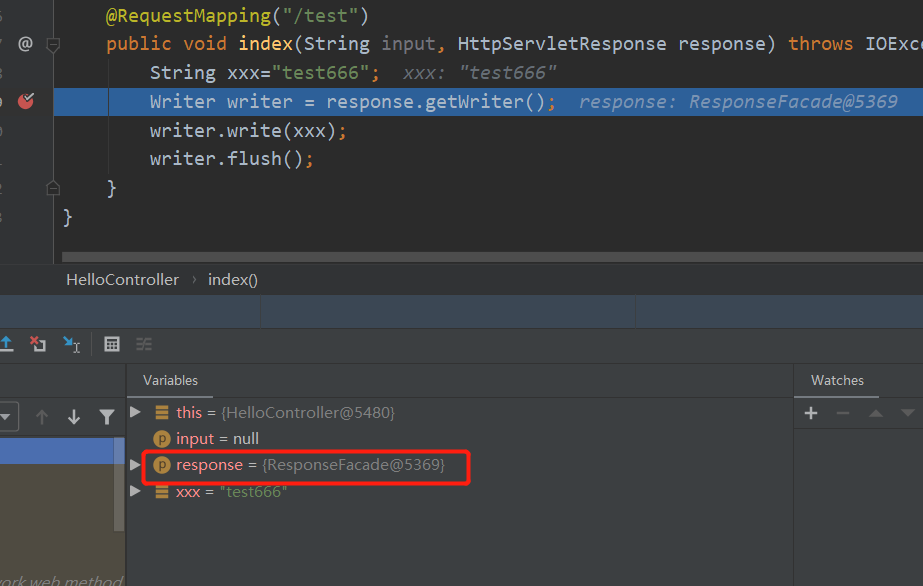 @RequestMapping("/test")
public void index(String input, HttpServletResponse response) throws IOExce
String xxx="test666"; xxx: "test666"
Writer writer = response.getWriter(); response: ResponseFacade@5369
writer.write(xxx);
writer.flush();
}
}
HelloController › index()
Variables
Watches
this = {HelloController@5480}
input = null
response = {ResponseFacade@5369}
xxx = "test666"
work.web.method